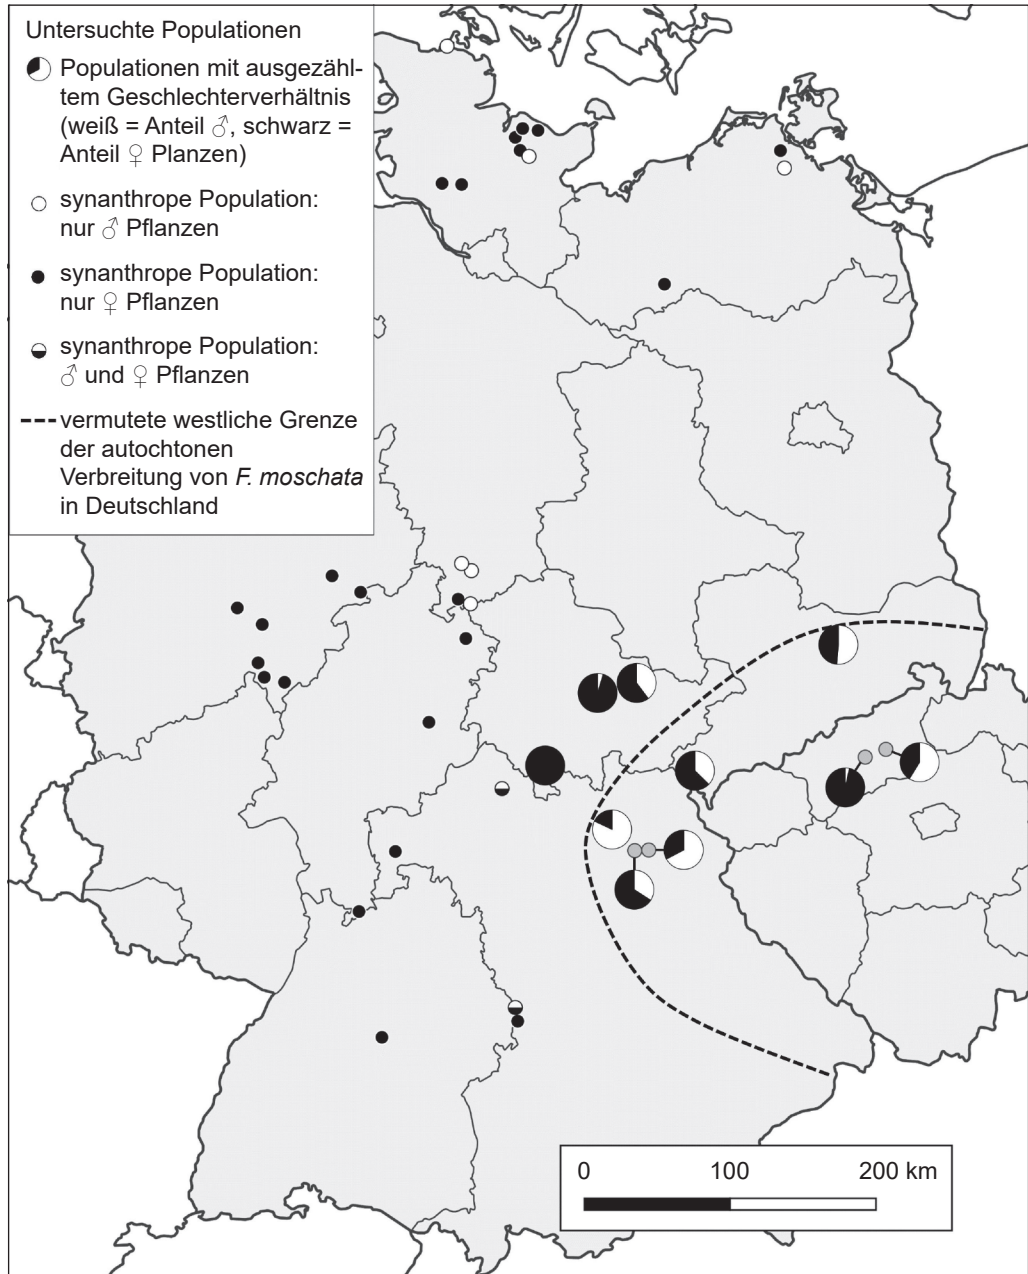 Untersuchte Populationen
Populationen mit ausgezähl-
tem Geschlechterverhältnis
(weiß = Anteil ♂, schwarz =
Anteil ♀ Planzen)
synanthrope Population:
nur ♂ Pflanzen
synanthrope Population:
nur ♀ Pflanzen
synanthrope Population:
♂ und ♀ Pflanzen
vermutete westliche Grenze
der autochtonen
Verbreitung von F. moschata
in Deutschland
0 100 200 km